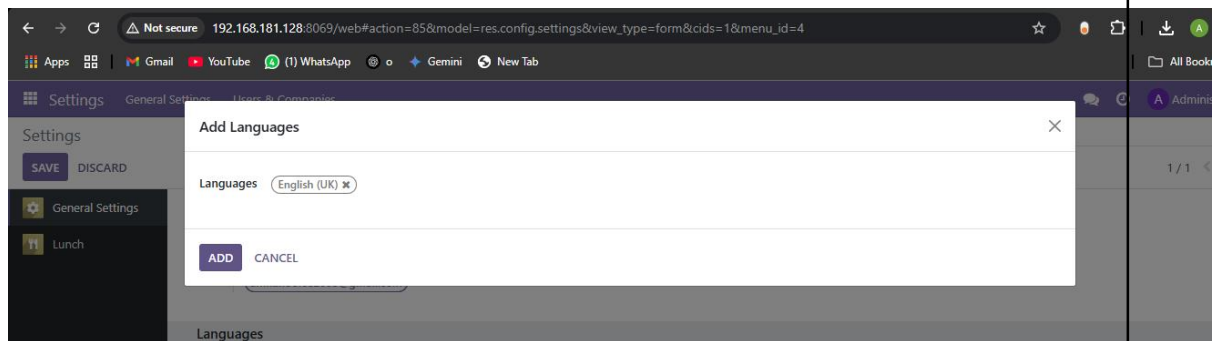 Not secure 192.168.181.128:8069/web#action=85&model=res.config.settings&view_type=form&cids=1&menu_id=4 A
Apps Gmail YouTube (1) WhatsApp o Gemini New Tab All Book
Settings General Settings Users & Companies A Adminis
Settings
Add Languages
SAVE DISCARD 1 / 1
Languages English (UK)
General Settings
Lunch
ADD CANCEL
Languages